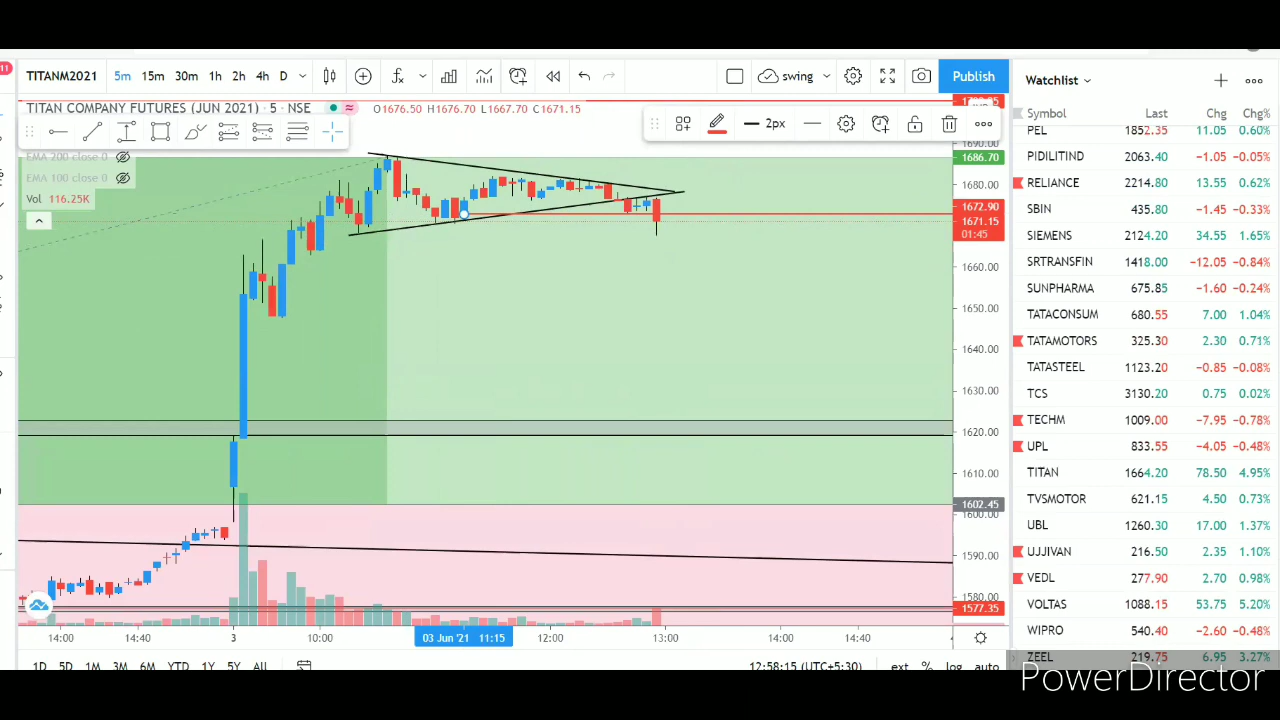 11
TITANM2021 5m 15m 30m 1h 2h 4h D swing Publish
TITAN COMPANY FUTURES (JUN 2021) · 5 · NSE O1676.50 H1676.70 L1667.70 C1671.15
2px
EMA 200 close 0
EMA 100 close 0
Vol 116.25K
1690.00
1686.70
1680.00
1672.90
1671.15
01:45
1660.00
1650.00
1640.00
1630.00
1620.00
1610.00
1602.45
1600.00
1590.00
1580.00
1577.35
14:00 14:40 3 10:00 03 Jun '21 11:15 12:00 13:00 14:00 14:40
1D 5D 1M 3M 6M YTD 1Y 5Y All 12:58:15 (UTC+5:30) ext % log auto
Watchlist
Symbol Last Chg Chg%
PEL 1852.35 11.05 0.60%
PIDILITIND 2063.40 −1.05 −0.05%
RELIANCE 2214.80 13.55 0.62%
SBIN 435.80 −1.45 −0.33%
SIEMENS 2124.20 34.55 1.65%
SRTRANSFIN 1418.00 −12.05 −0.84%
SUNPHARMA 675.85 −1.60 −0.24%
TATACONSUM 680.55 7.00 1.04%
TATAMOTORS 325.30 2.30 0.71%
TATASTEEL 1123.20 −0.85 −0.08%
TCS 3130.20 0.75 0.02%
TECHM 1009.00 −7.95 −0.78%
UPL 833.55 −4.05 −0.48%
TITAN 1664.20 78.50 4.95%
TVSMOTOR 621.15 4.50 0.73%
UBL 1260.30 17.00 1.37%
UJJIVAN 216.50 2.35 1.10%
VEDL 277.90 2.70 0.98%
VOLTAS 1088.15 53.75 5.20%
WIPRO 540.40 −2.60 −0.48%
ZEEL 219.75 6.95 3.27%
PowerDirector